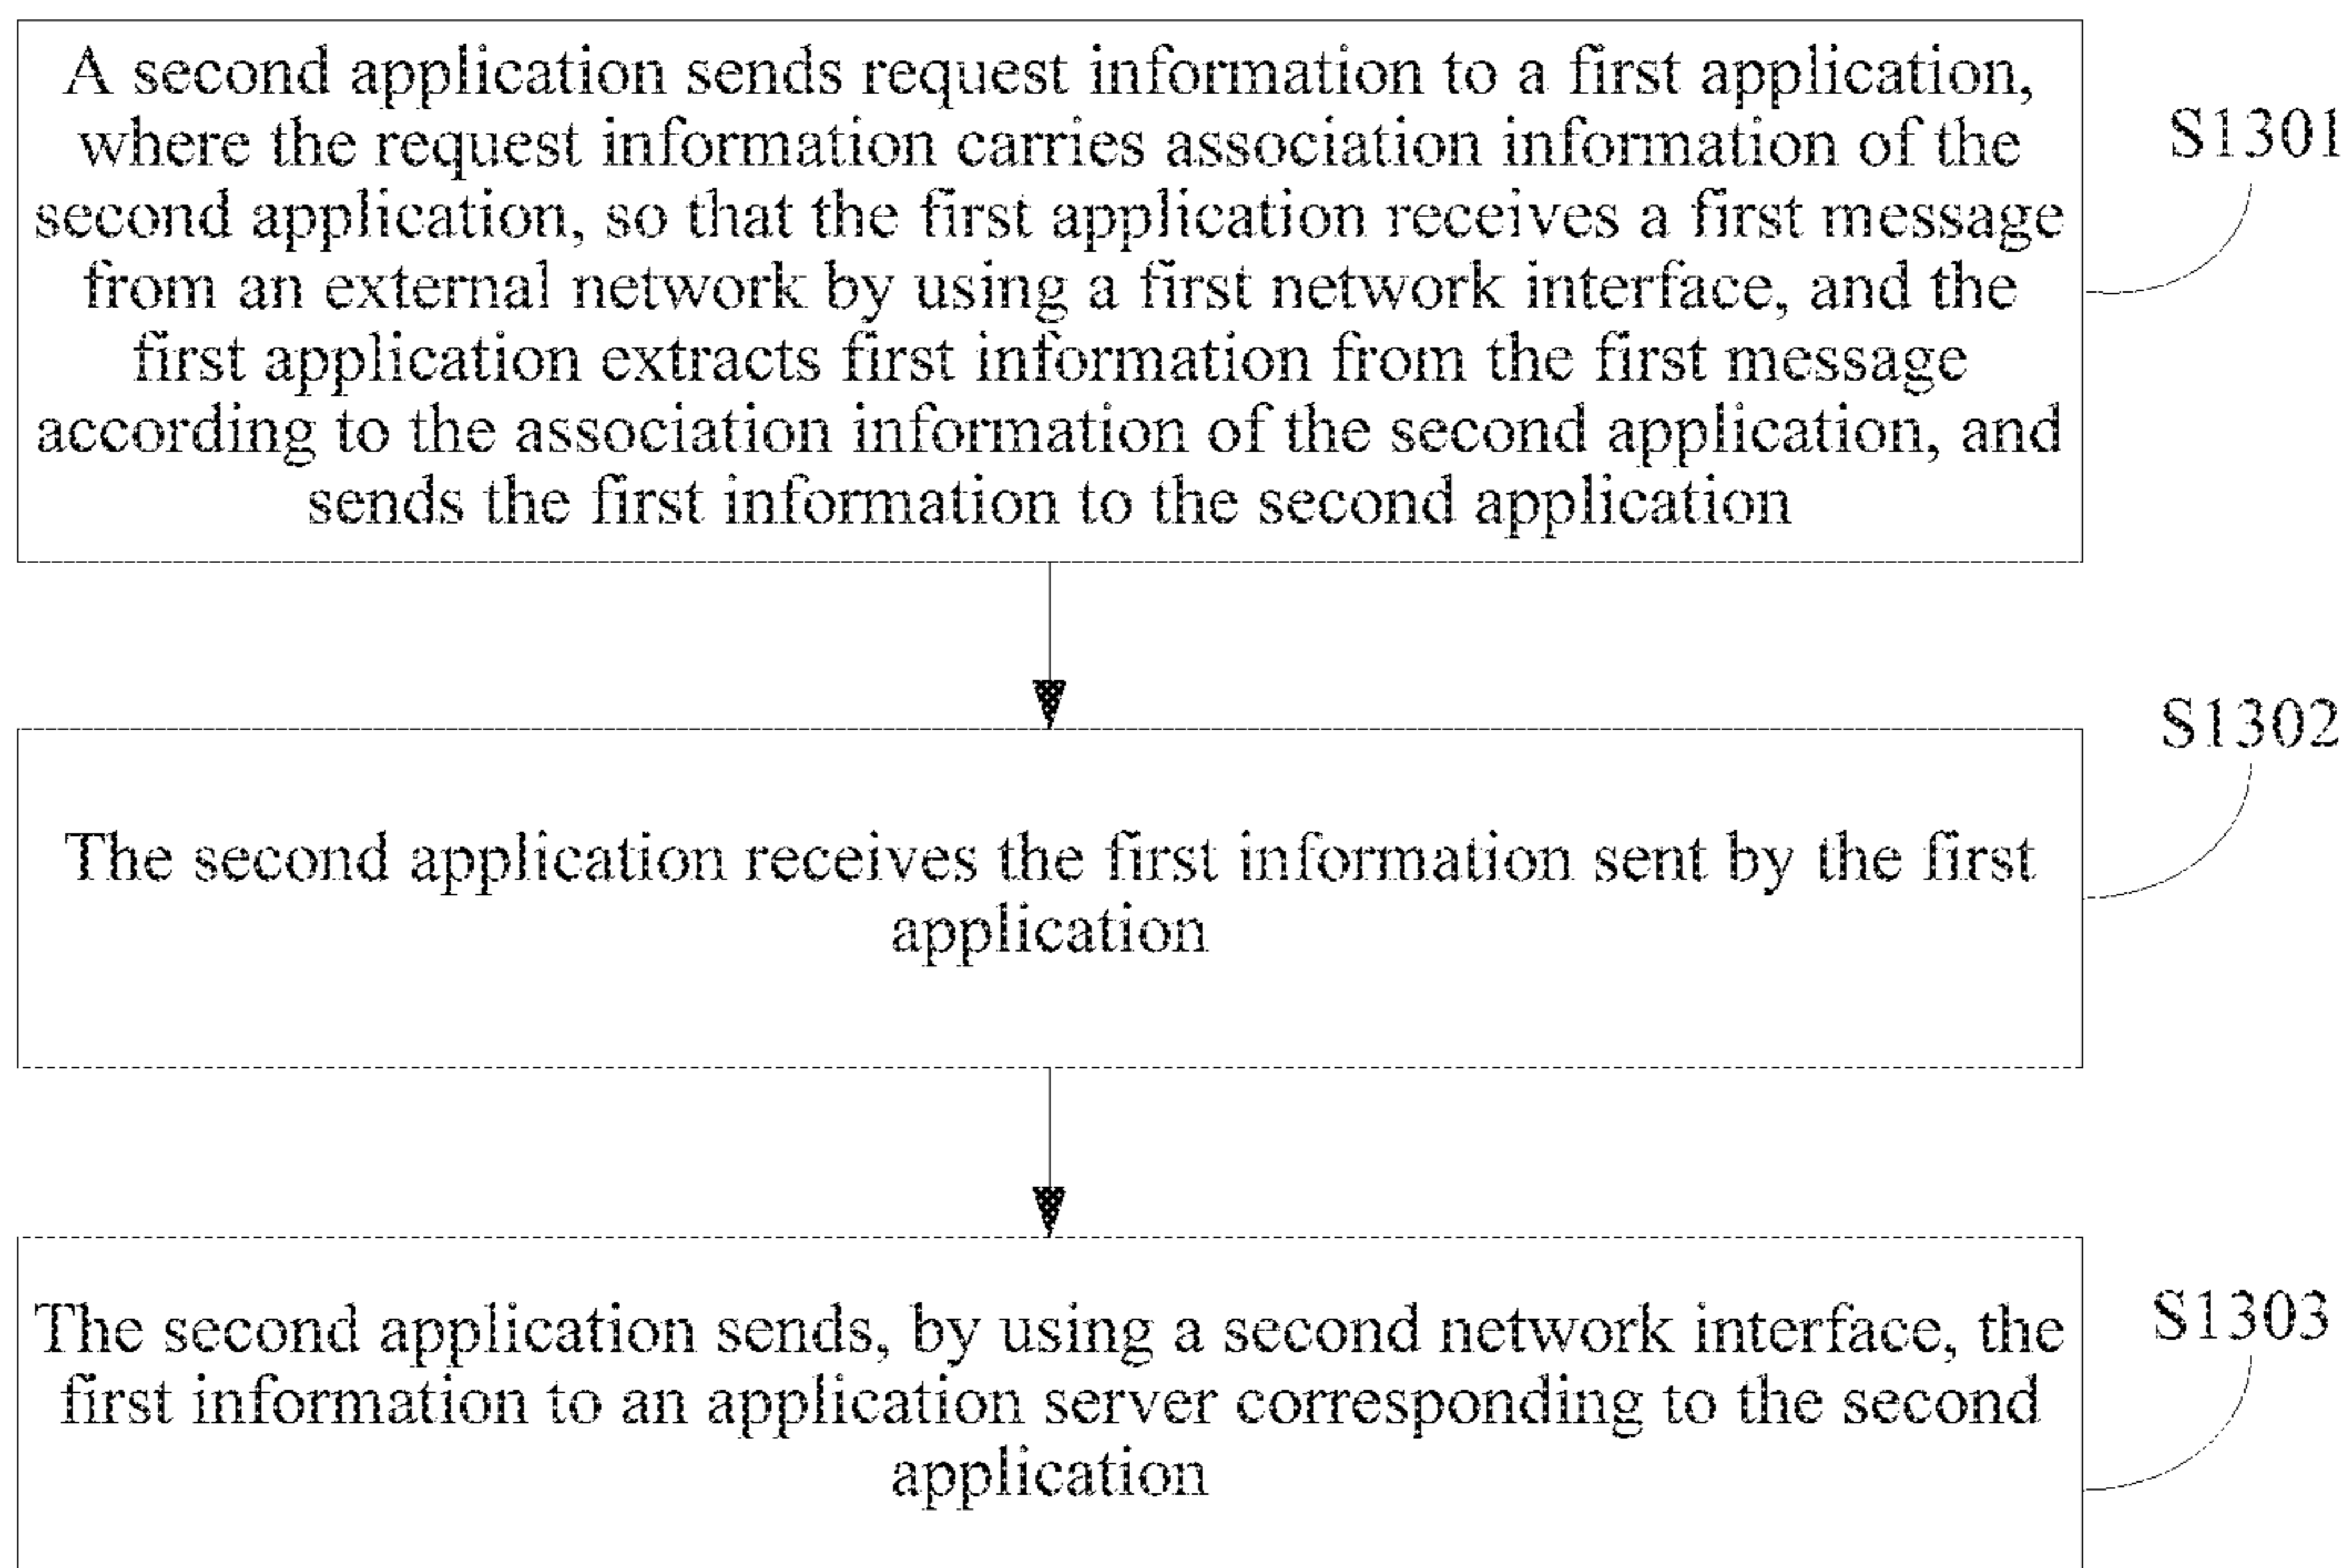 A second application sends request information to a first application,
where the request information carries association information of the
second application, so that the first application receives a first message
from an external network by using a first network interface, and the
first application extracts first information from the first message
according to the association information of the second application, and
sends the first information to the second application
S1301
The second application receives the first information sent by the first
application
S1302
The second application sends, by using a second network interface, the
first information to an application server corresponding to the second
application
S1303